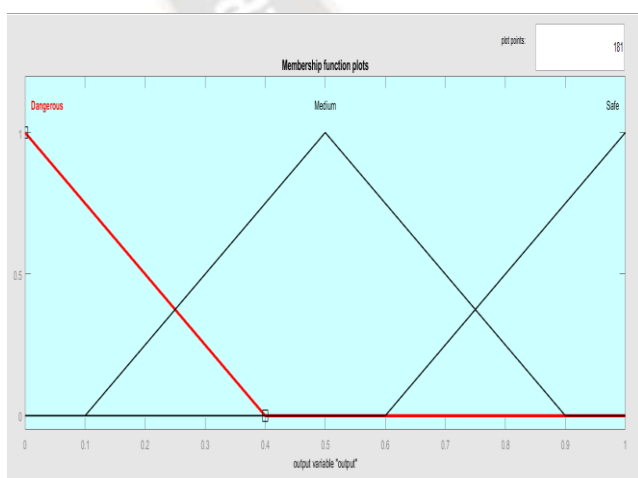 plot points: 181
Membership function plots
Dangerous Medium Safe
1
0.5
0
0 0.1 0.2 0.3 0.4 0.5 0.6 0.7 0.8 0.9 1
output variable "output"